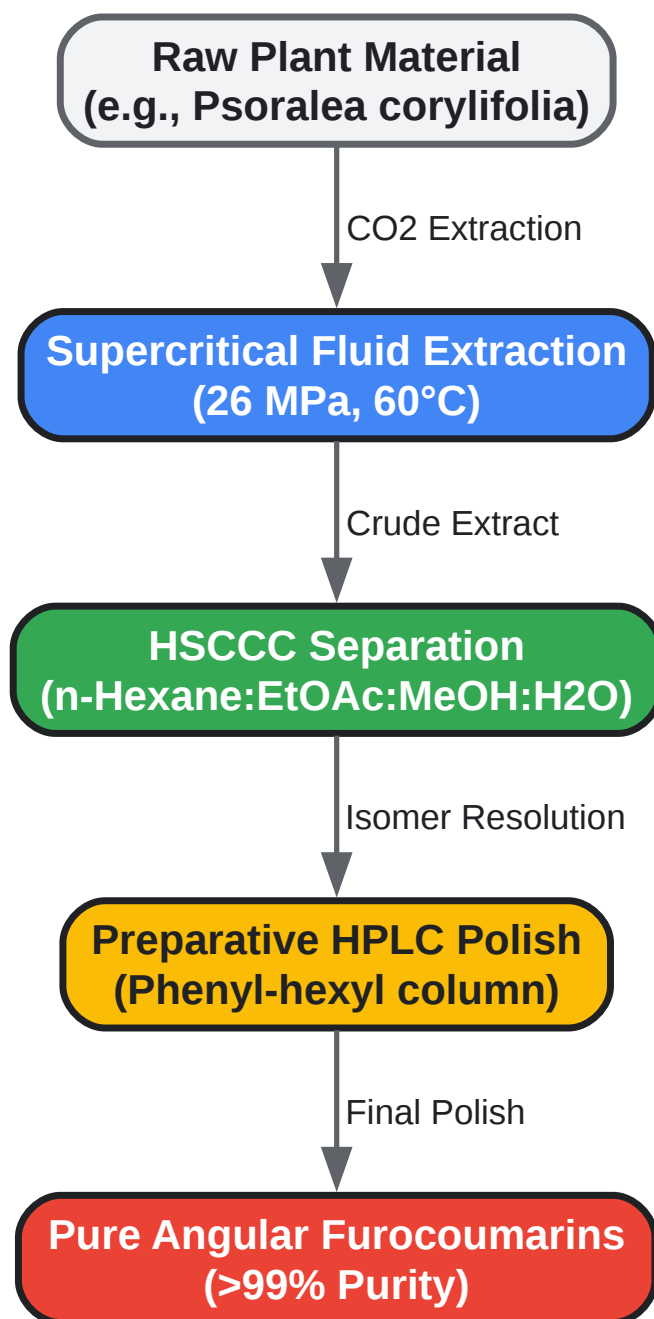 Raw Plant Material
(e.g., Psoralea corylifolia)
CO2 Extraction
Supercritical Fluid Extraction
(26 MPa, 60°C)
Crude Extract
HSCCC Separation
(n-Hexane:EtOAc:MeOH:H2O)
Isomer Resolution
Preparative HPLC Polish
(Phenyl-hexyl column)
Final Polish
Pure Angular Furocoumarins
(>99% Purity)